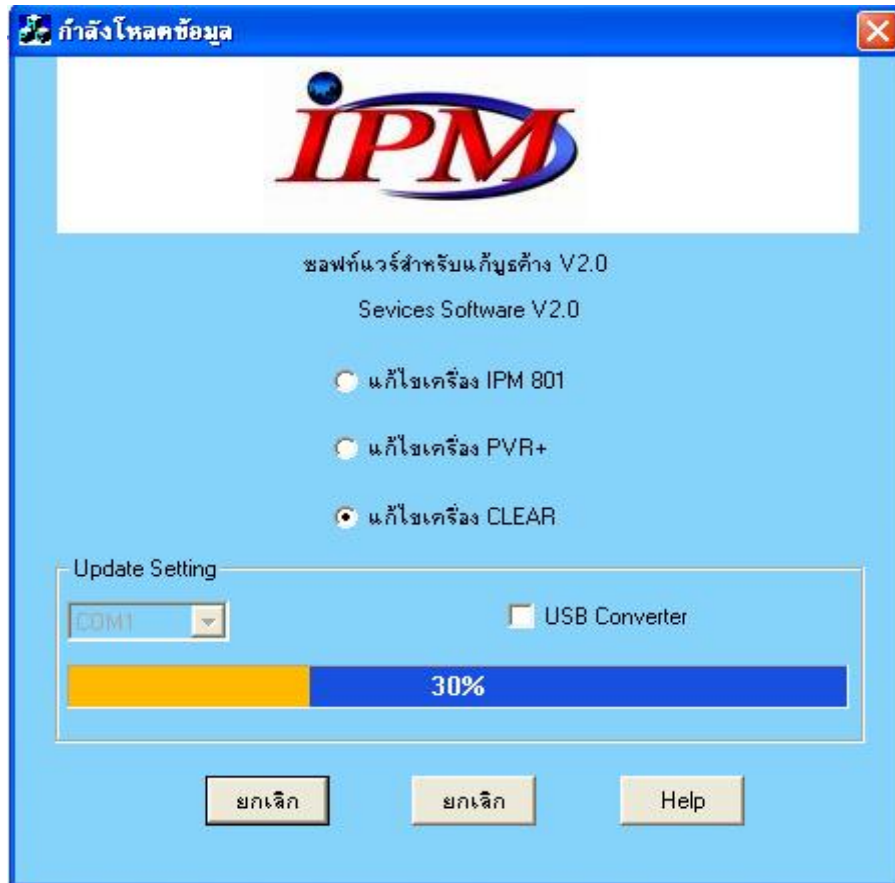 กำลังโหลดข้อมูล
IPM
ซอฟท์แวร์สำหรับแก้บูธค้าง V2.0
Sevices Software V2.0
แก้ไขเครื่อง IPM 801
แก้ไขเครื่อง PVR+
แก้ไขเครื่อง CLEAR
Update Setting
COM1
USB Converter
30%
ยกเลิก ยกเลิก Help